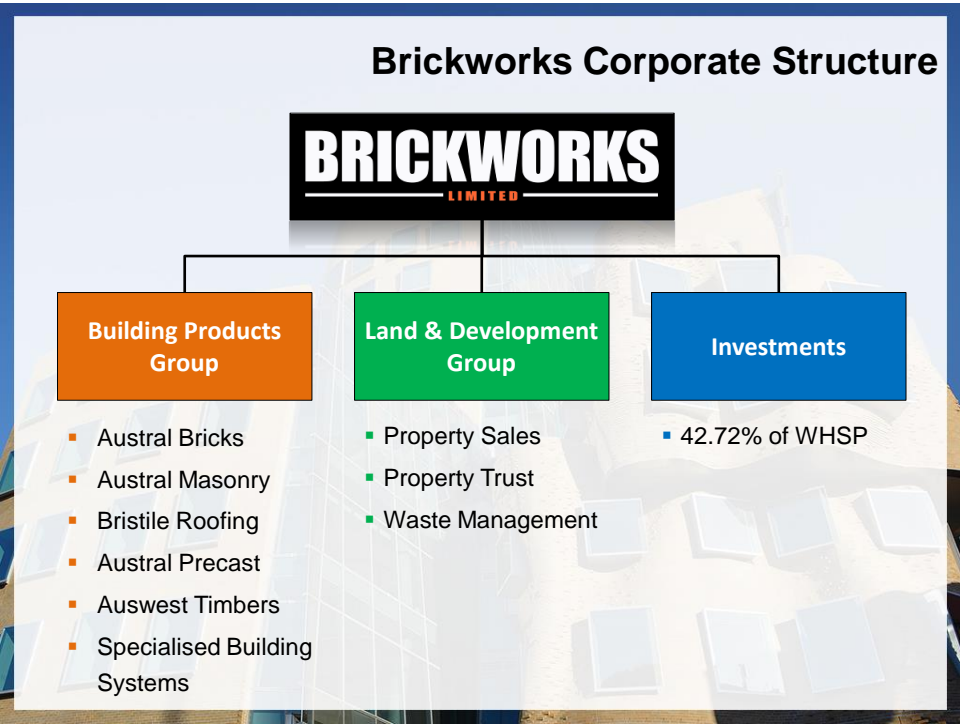 Brickworks Corporate Structure
BRICKWORKS
LIMITED
Building Products
Group
Land & Development
Group
Investments
Austral Bricks
Austral Masonry
Bristile Roofing
Austral Precast
Auswest Timbers
Specialised Building
Systems
Property Sales
Property Trust
Waste Management
42.72% of WHSP